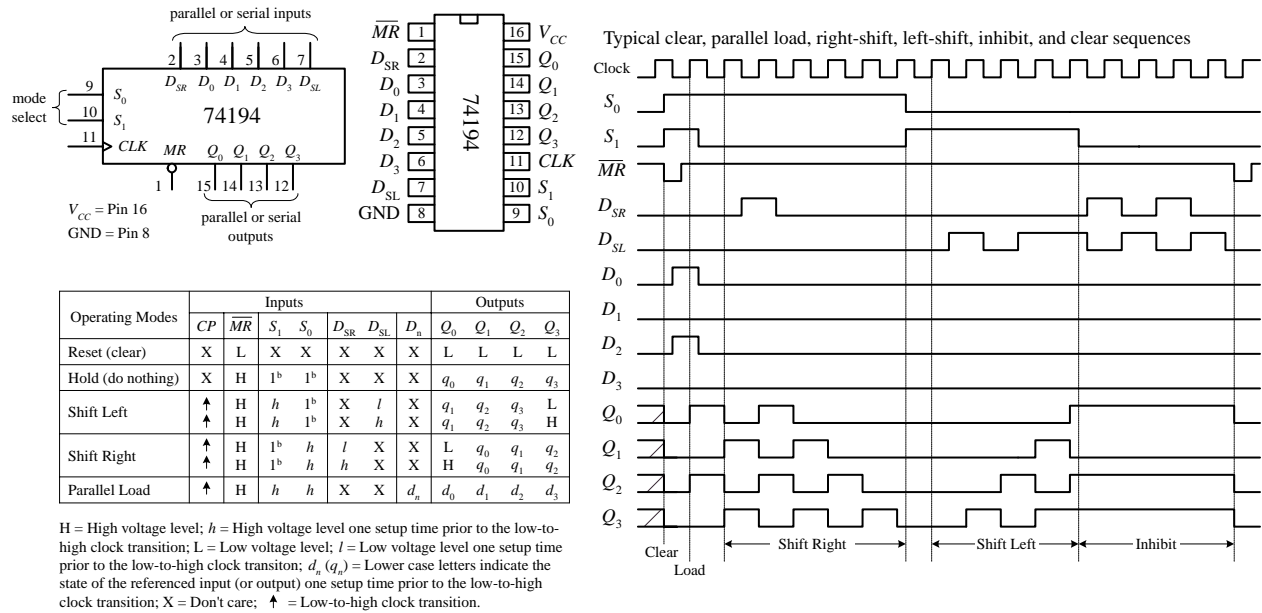 parallel or serial inputs
2 3 4 5 6 7
D_SR D_0 D_1 D_2 D_3 D_SL
mode select
9 S_0
10 S_1
11 CLK
74194
MR Q_0 Q_1 Q_2 Q_3
1 15 14 13 12
parallel or serial outputs
V_CC = Pin 16
GND = Pin 8
74194
M̅R̅ 1 16 V_CC
D_SR 2 15 Q_0
D_0 3 14 Q_1
D_1 4 13 Q_2
D_2 5 12 Q_3
D_3 6 11 CLK
D_SL 7 10 S_1
GND 8 9 S_0
Operating Modes Inputs Outputs
CP M̅R̅ S_1 S_0 D_SR D_SL D_n Q_0 Q_1 Q_2 Q_3
Reset (clear) X L X X X X X L L L L
Hold (do nothing) X H 1ᵇ 1ᵇ X X X q_0 q_1 q_2 q_3
Shift Left ↑ H h 1ᵇ X l X q_1 q_2 q_3 L
↑ H h 1ᵇ X h X q_1 q_2 q_3 H
Shift Right ↑ H 1ᵇ h l X X L q_0 q_1 q_2
↑ H 1ᵇ h h X X H q_0 q_1 q_2
Parallel Load ↑ H h h X X d_n d_0 d_1 d_2 d_3
H = High voltage level; h = High voltage level one setup time prior to the low-to-
high clock transition; L = Low voltage level; l = Low voltage level one setup time
prior to the low-to-high clock transiton; d_n (q_n) = Lower case letters indicate the
state of the referenced input (or output) one setup time prior to the low-to-high
clock transition; X = Don't care; ↑ = Low-to-high clock transition.
Typical clear, parallel load, right-shift, left-shift, inhibit, and clear sequences
Clock
S_0
S_1
M̅R̅
D_SR
D_SL
D_0
D_1
D_2
D_3
Q_0
Q_1
Q_2
Q_3
Clear
Load
Shift Right
Shift Left
Inhibit